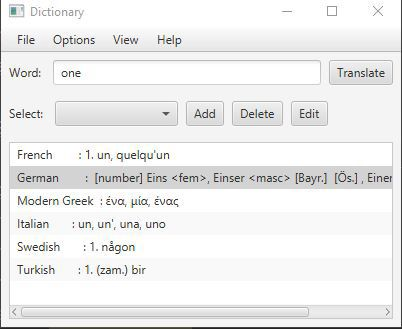 Dictionary
File Options View Help
Word: one Translate
Select: Add Delete Edit
French : 1. un, quelqu'un
German : [number] Eins <fem>, Einser <masc> [Bayr.] [Ös.] , Einer
Modern Greek : ένα, μία, ένας
Italian : un, un', una, uno
Swedish : 1. någon
Turkish : 1. (zam.) bir